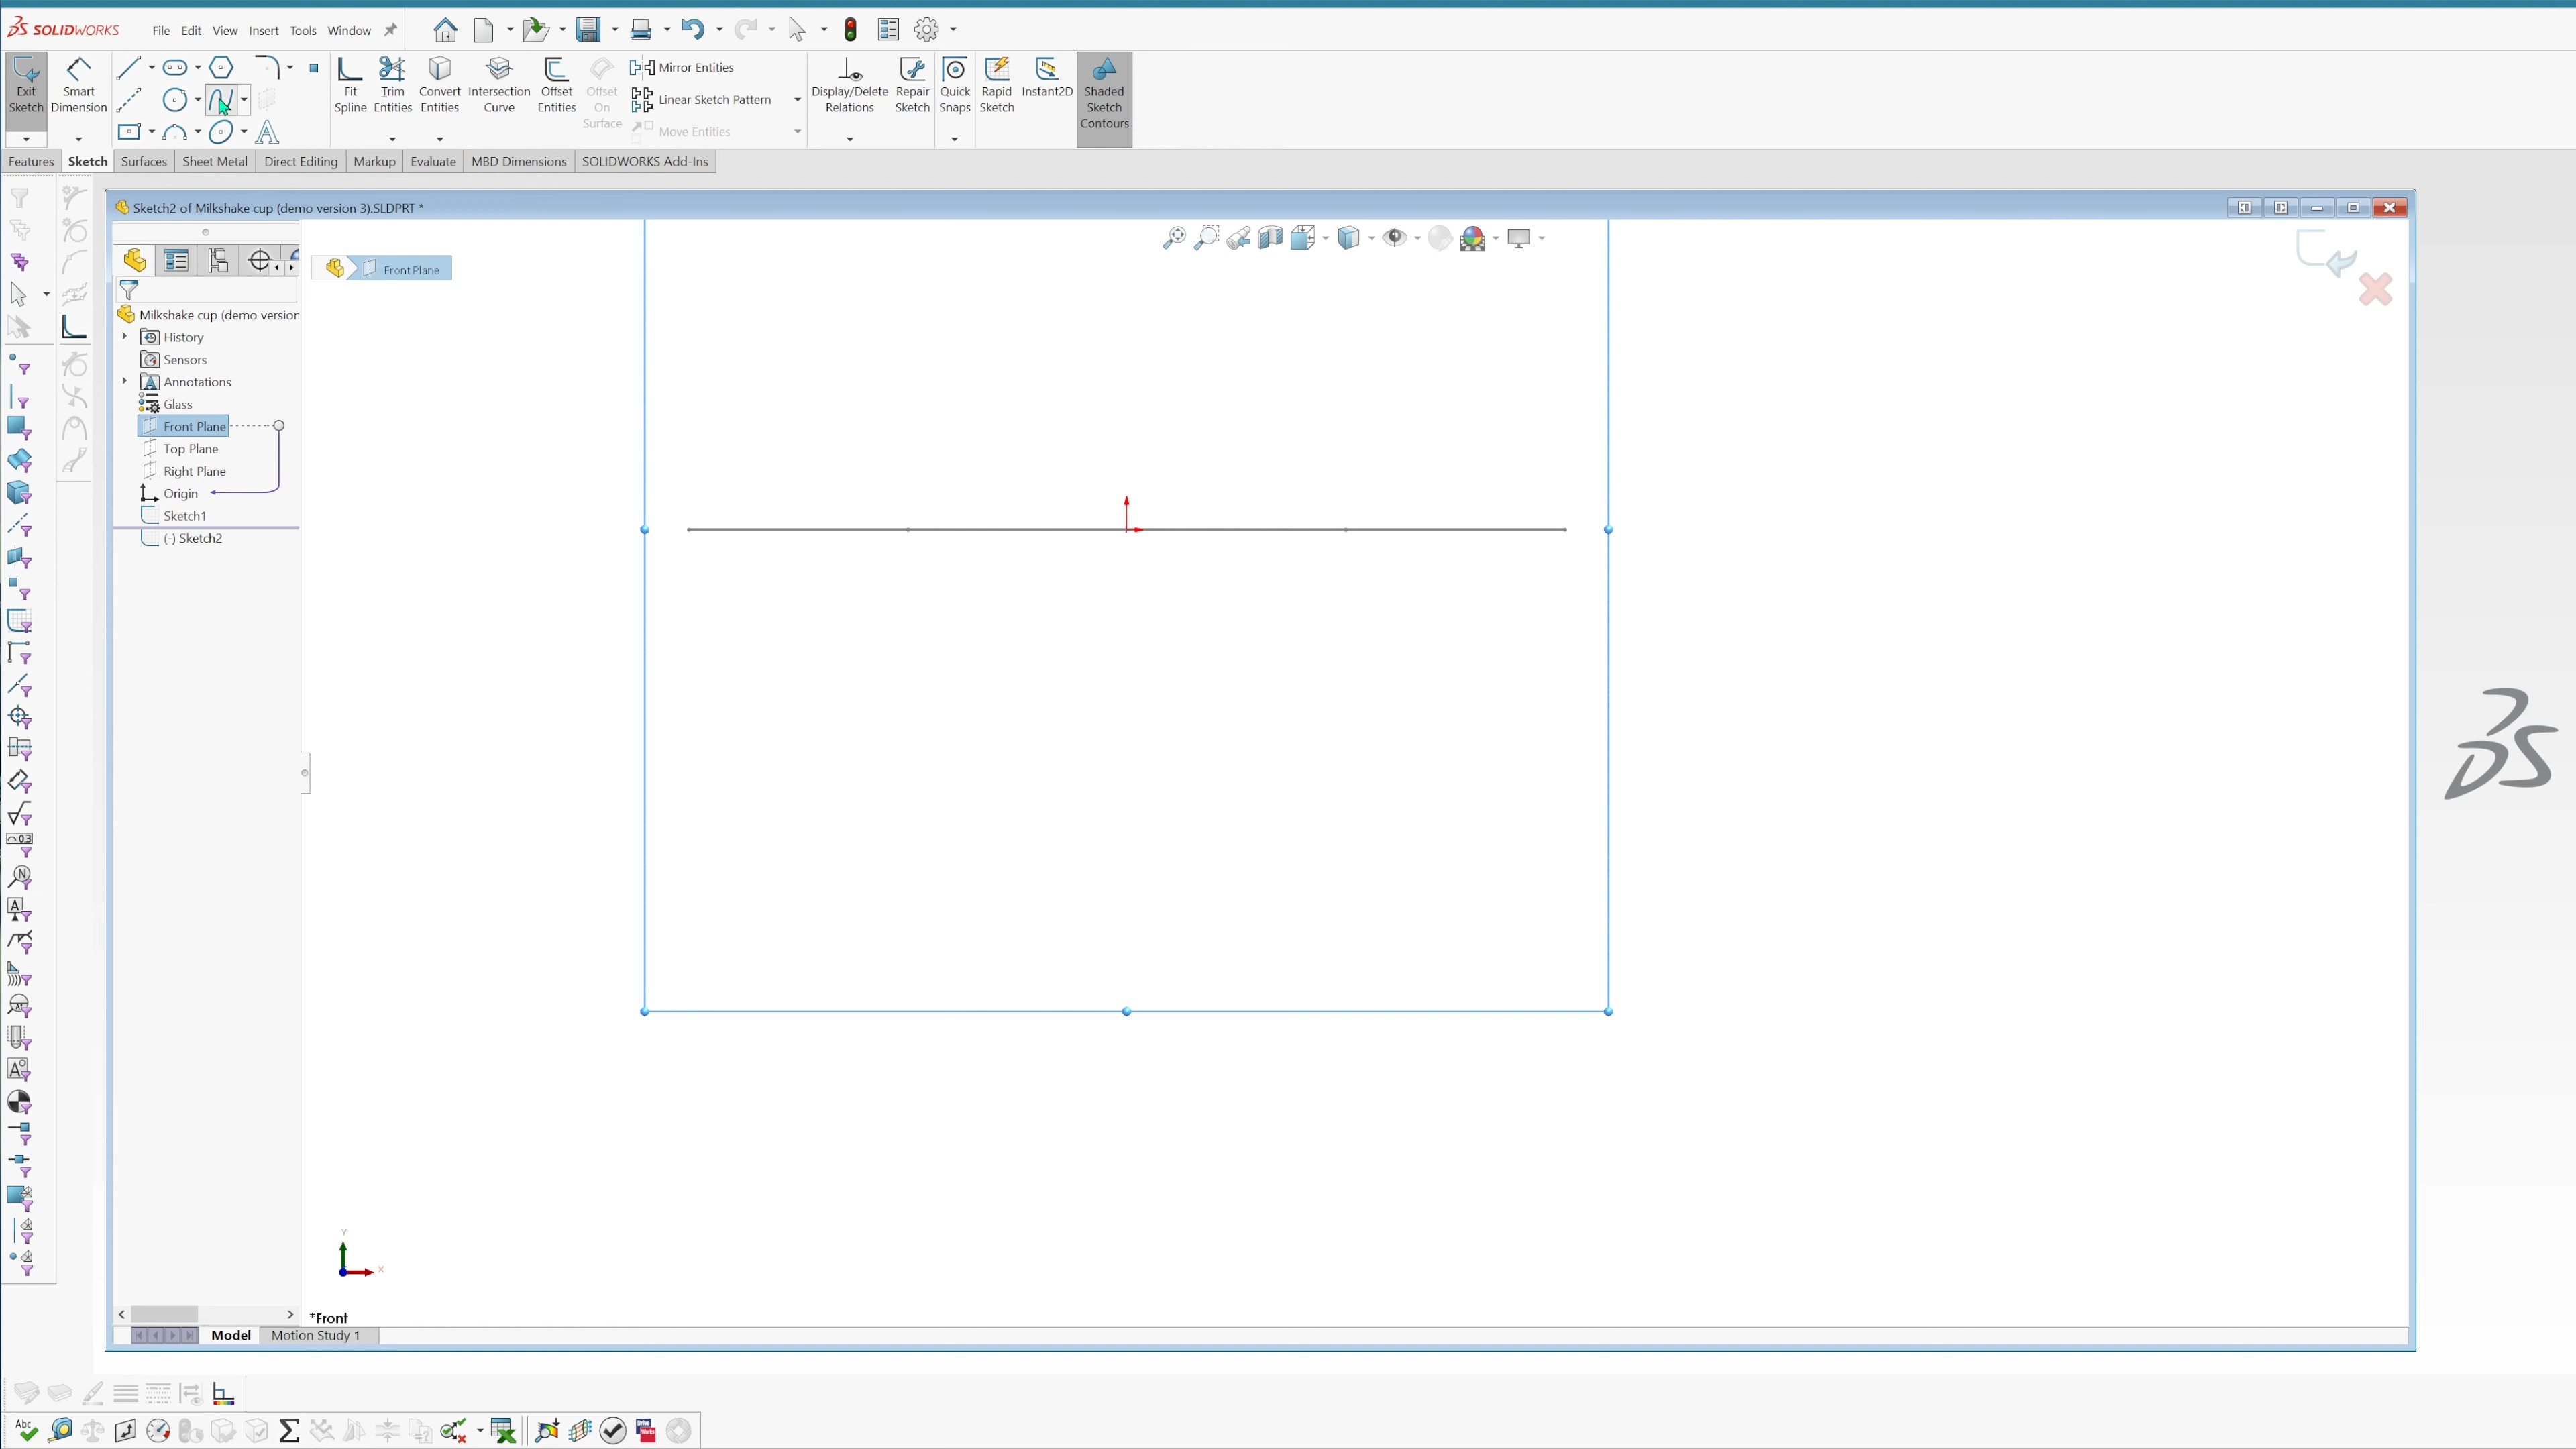 SOLIDWORKS File Edit View Insert Tools Window
Exit Sketch
Smart Dimension
Fit Spline
Trim Entities
Convert Entities
Intersection Curve
Offset Entities
Offset On Surface
Mirror Entities
Linear Sketch Pattern
Move Entities
Display/Delete Relations
Repair Sketch
Quick Snaps
Rapid Sketch
Instant2D
Shaded Sketch Contours
Features Sketch Surfaces Sheet Metal Direct Editing Markup Evaluate MBD Dimensions SOLIDWORKS Add-Ins
Sketch2 of Milkshake cup (demo version 3).SLDPRT *
Front Plane
Milkshake cup (demo version
History
Sensors
Annotations
Glass
Front Plane
Top Plane
Right Plane
Origin
Sketch1
(-) Sketch2
Y
X
*Front
Model Motion Study 1
Abc